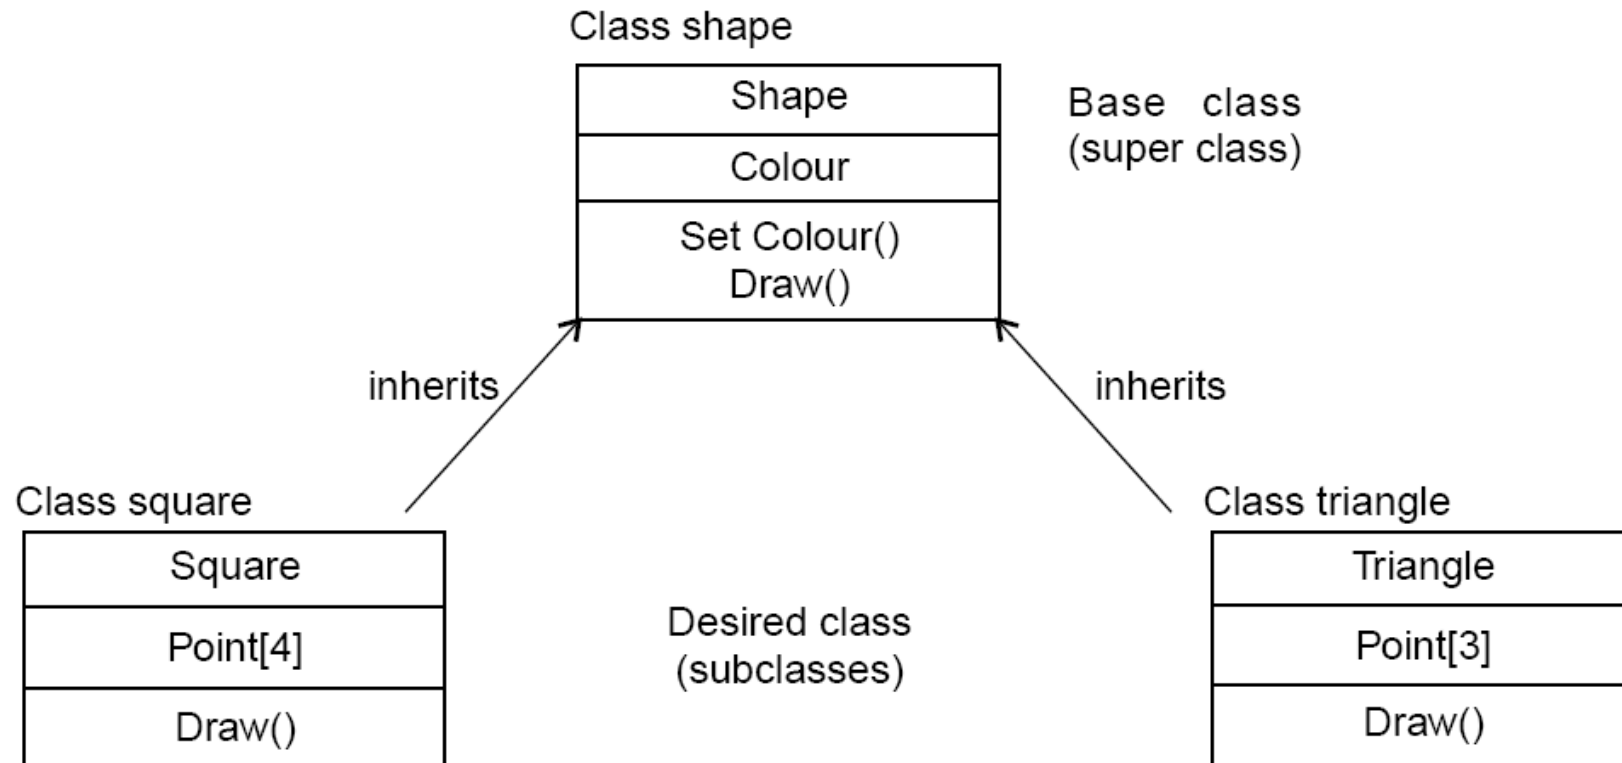 Class shape
Shape
Base class
(super class)
Colour
Set Colour()
Draw()
inherits
inherits
Class square
Class triangle
Square
Triangle
Desired class
(subclasses)
Point[4]
Point[3]
Draw()
Draw()